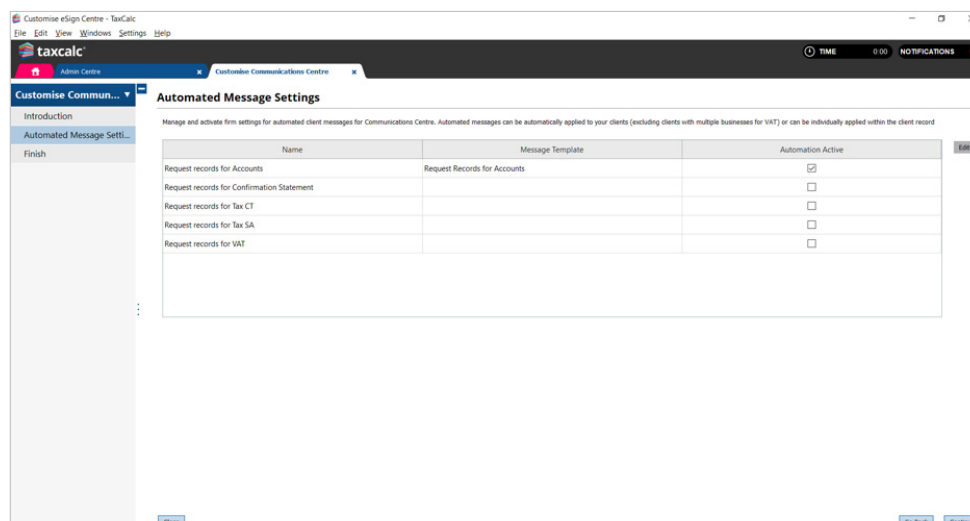 Customise eSign Centre - TaxCalc
File Edit View Windows Settings Help
taxcalc
TIME 0:00 NOTIFICATIONS
Admin Centre x Customise Communications Centre x
Customise Commun... ▼
Introduction
Automated Message Setti...
Finish
Automated Message Settings
Manage and activate firm settings for automated client messages for Communications Centre. Automated messages can be automatically applied to your clients (excluding clients with multiple businesses for VAT) or can be individually applied within the client record
Name Message Template Automation Active
Edit
Request records for Accounts Request Records for Accounts
Request records for Confirmation Statement
Request records for Tax CT
Request records for Tax SA
Request records for VAT